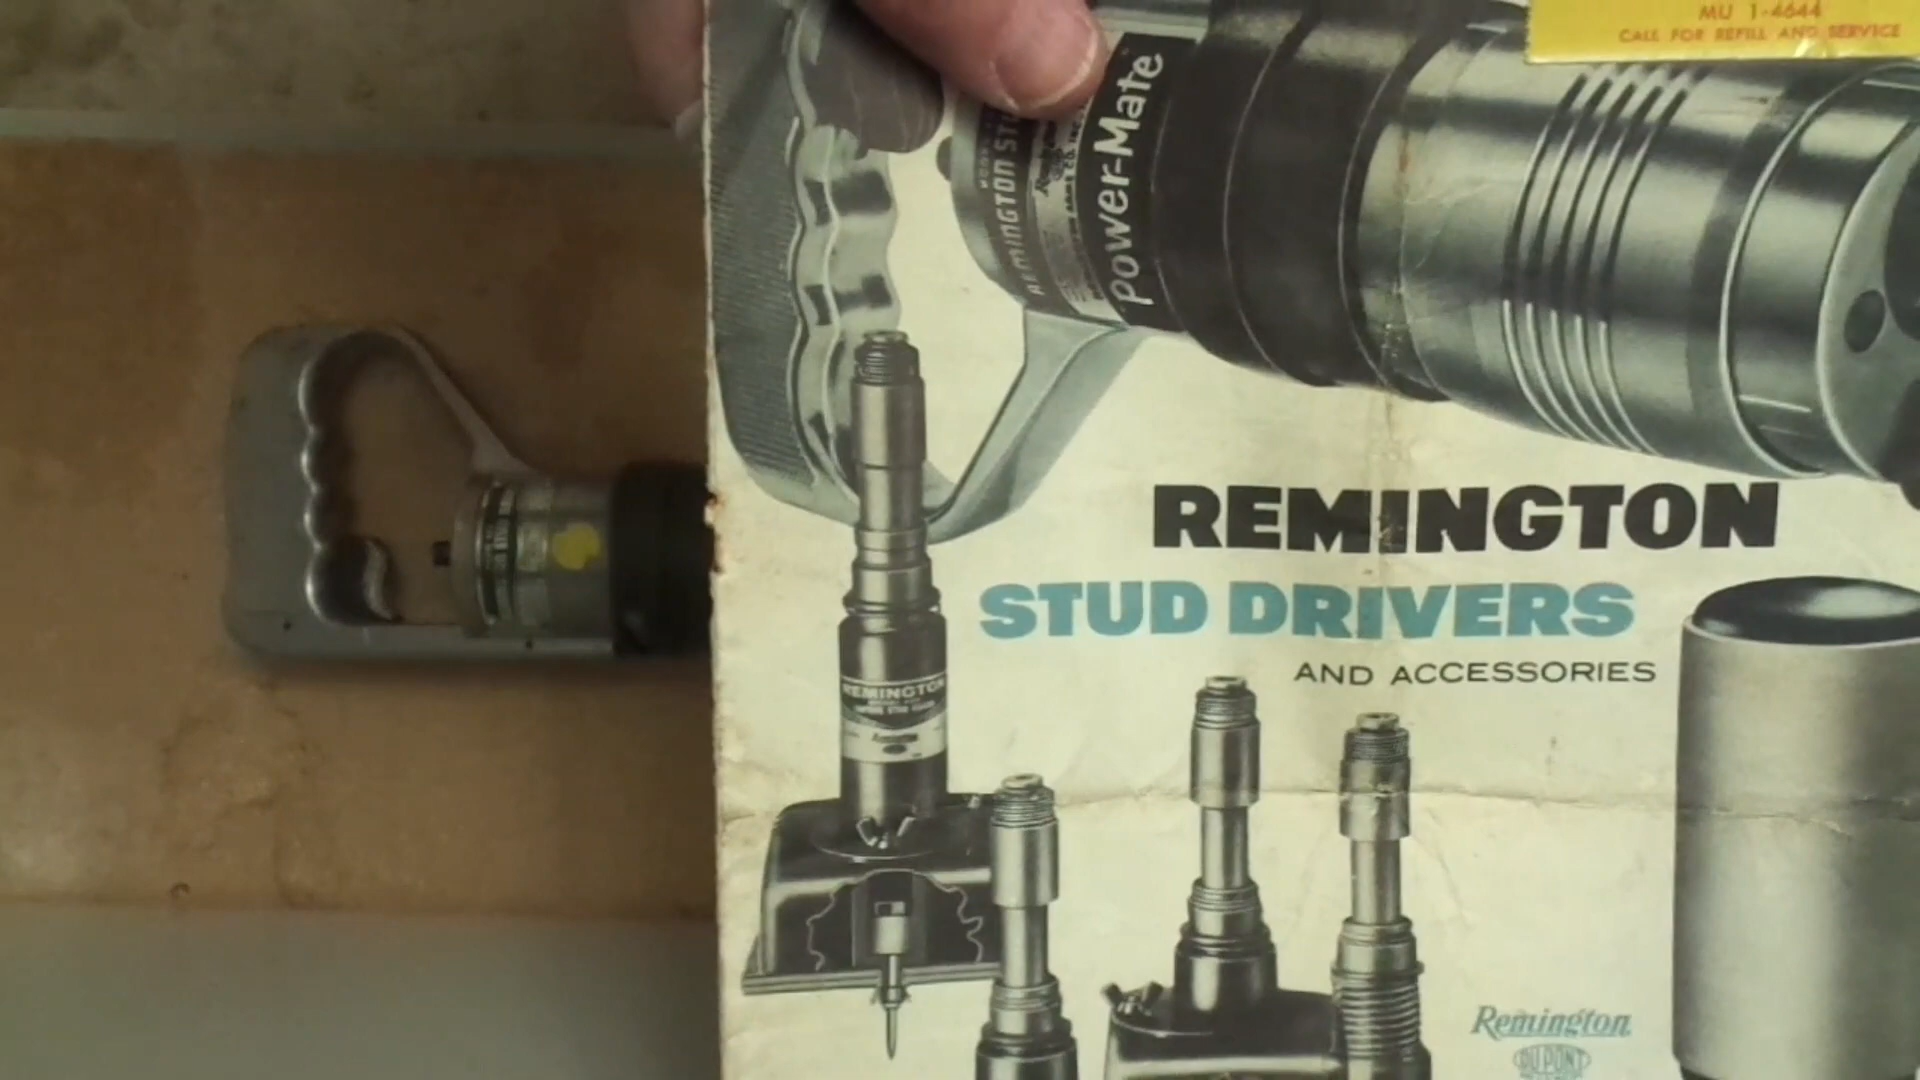 MU 1-4644
CALL FOR REFILL AND SERVICE
REMINGTON STU
Power-Mate
REMINGTON
STUD DRIVERS
AND ACCESSORIES
REMINGTON
Remington
Remington
DU PONT